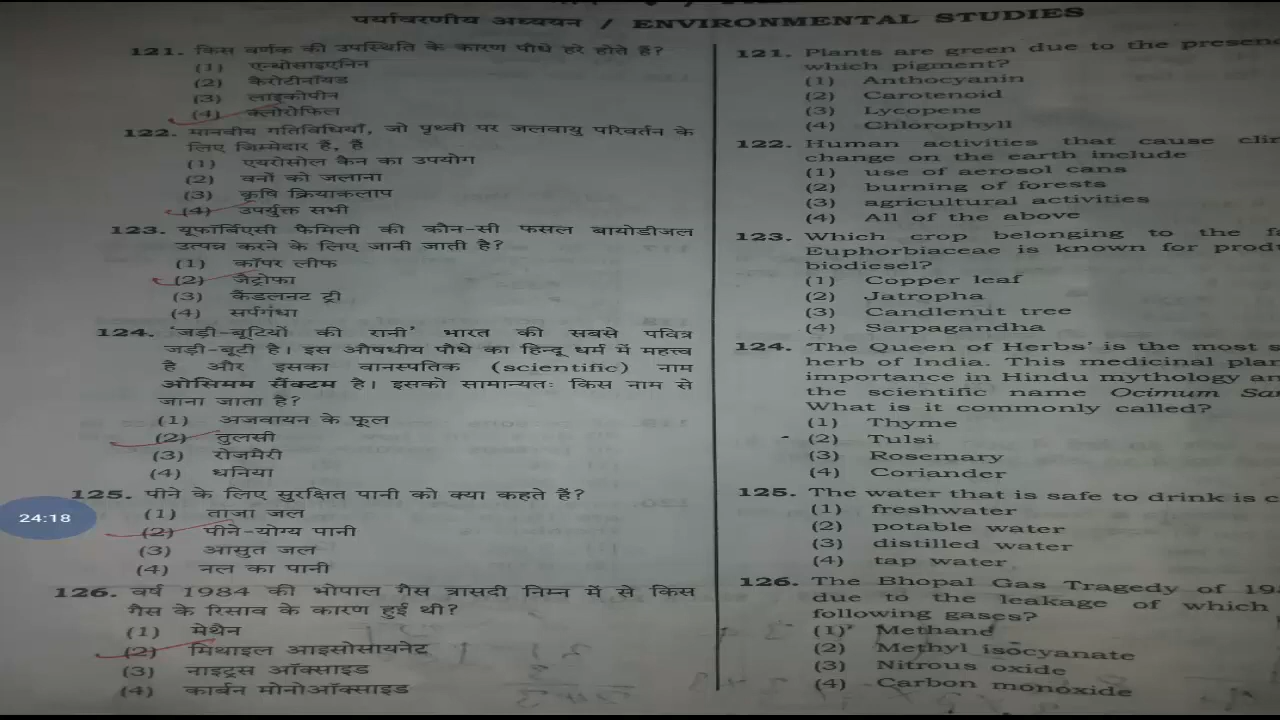 पर्यावरणीय अध्ययन / ENVIRONMENTAL STUDIES
121. किस वर्णक की उपस्थिति के कारण पौधे हरे होते हैं?
(1) एन्थोसाइएनिन
(2) कैरोटीनॉयड
(3) लाइकोपीन
(4) क्लोरोफिल
122. मानवीय गतिविधियाँ, जो पृथ्वी पर जलवायु परिवर्तन के
लिए जिम्मेदार हैं, हैं
(1) एयरोसोल कैन का उपयोग
(2) वनों को जलाना
(3) कृषि क्रियाकलाप
(4) उपर्युक्त सभी
123. यूफॉर्बिएसी फैमिली की कौन-सी फसल बायोडीजल
उत्पन्न करने के लिए जानी जाती है?
(1) कॉपर लीफ
(2) जैट्रोफा
(3) कैंडलनट ट्री
(4) सर्पगंधा
124. 'जड़ी-बूटियों की रानी' भारत की सबसे पवित्र
जड़ी-बूटी है। इस औषधीय पौधे का हिन्दू धर्म में महत्त्व
है और इसका वानस्पतिक (scientific) नाम
ओसिमम सैंक्टम है। इसको सामान्यतः किस नाम से
जाना जाता है?
(1) अजवायन के फूल
(2) तुलसी
(3) रोजमैरी
(4) धनिया
125. पीने के लिए सुरक्षित पानी को क्या कहते हैं?
(1) ताजा जल
(2) पीने-योग्य पानी
(3) आसुत जल
(4) नल का पानी
126. वर्ष 1984 की भोपाल गैस त्रासदी निम्न में से किस
गैस के रिसाव के कारण हुई थी?
(1) मेथैन
(2) मिथाइल आइसोसायनेट
(3) नाइट्रस ऑक्साइड
(4) कार्बन मोनोऑक्साइड
24:18
121. Plants are green due to the presen
which pigment?
(1) Anthocyanin
(2) Carotenoid
(3) Lycopene
(4) Chlorophyll
122. Human activities that cause clin
change on the earth include
(1) use of aerosol cans
(2) burning of forests
(3) agricultural activities
(4) All of the above
123. Which crop belonging to the fa
Euphorbiaceae is known for produ
biodiesel?
(1) Copper leaf
(2) Jatropha
(3) Candlenut tree
(4) Sarpagandha
124. 'The Queen of Herbs' is the most s
herb of India. This medicinal plan
importance in Hindu mythology an
the scientific name Ocimum San
What is it commonly called?
(1) Thyme
(2) Tulsi
(3) Rosemary
(4) Coriander
125. The water that is safe to drink is c
(1) freshwater
(2) potable water
(3) distilled water
(4) tap water
126. The Bhopal Gas Tragedy of 19
due to the leakage of which
following gases?
(1) Methane
(2) Methyl isocyanate
(3) Nitrous oxide
(4) Carbon monoxide